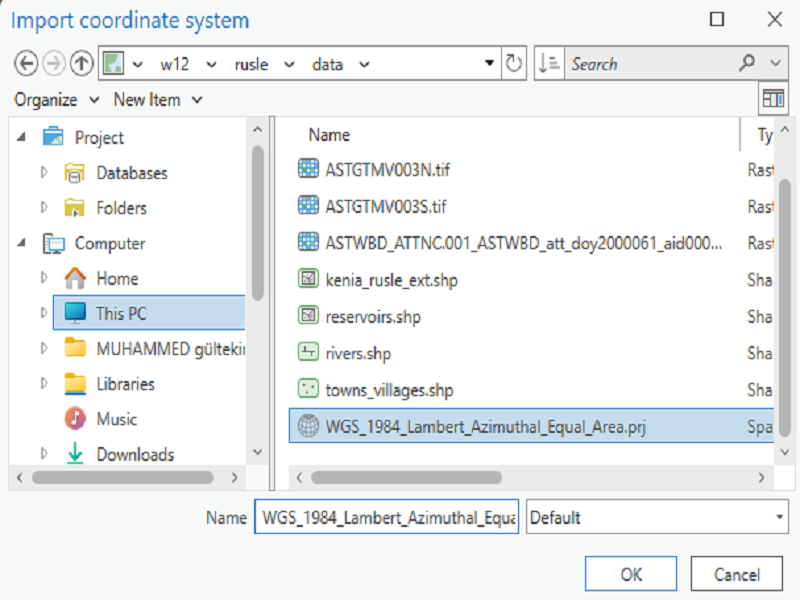 Import coordinate system
w12 rusle data Search
Organize New Item
Project
Databases
Folders
Computer
Home
This PC
MUHAMMED gültekin
Libraries
Music
Downloads
Name Ty
ASTGTMV003N.tif Rast
ASTGTMV003S.tif Rast
ASTWBD_ATTNC.001_ASTWBD_att_doy2000061_aid000... Rast
kenia_rusle_ext.shp Sha
reservoirs.shp Sha
rivers.shp Sha
towns_villages.shp Sha
WGS_1984_Lambert_Azimuthal_Equal_Area.prj Spa
Name WGS_1984_Lambert_Azimuthal_Equa Default
OK Cancel